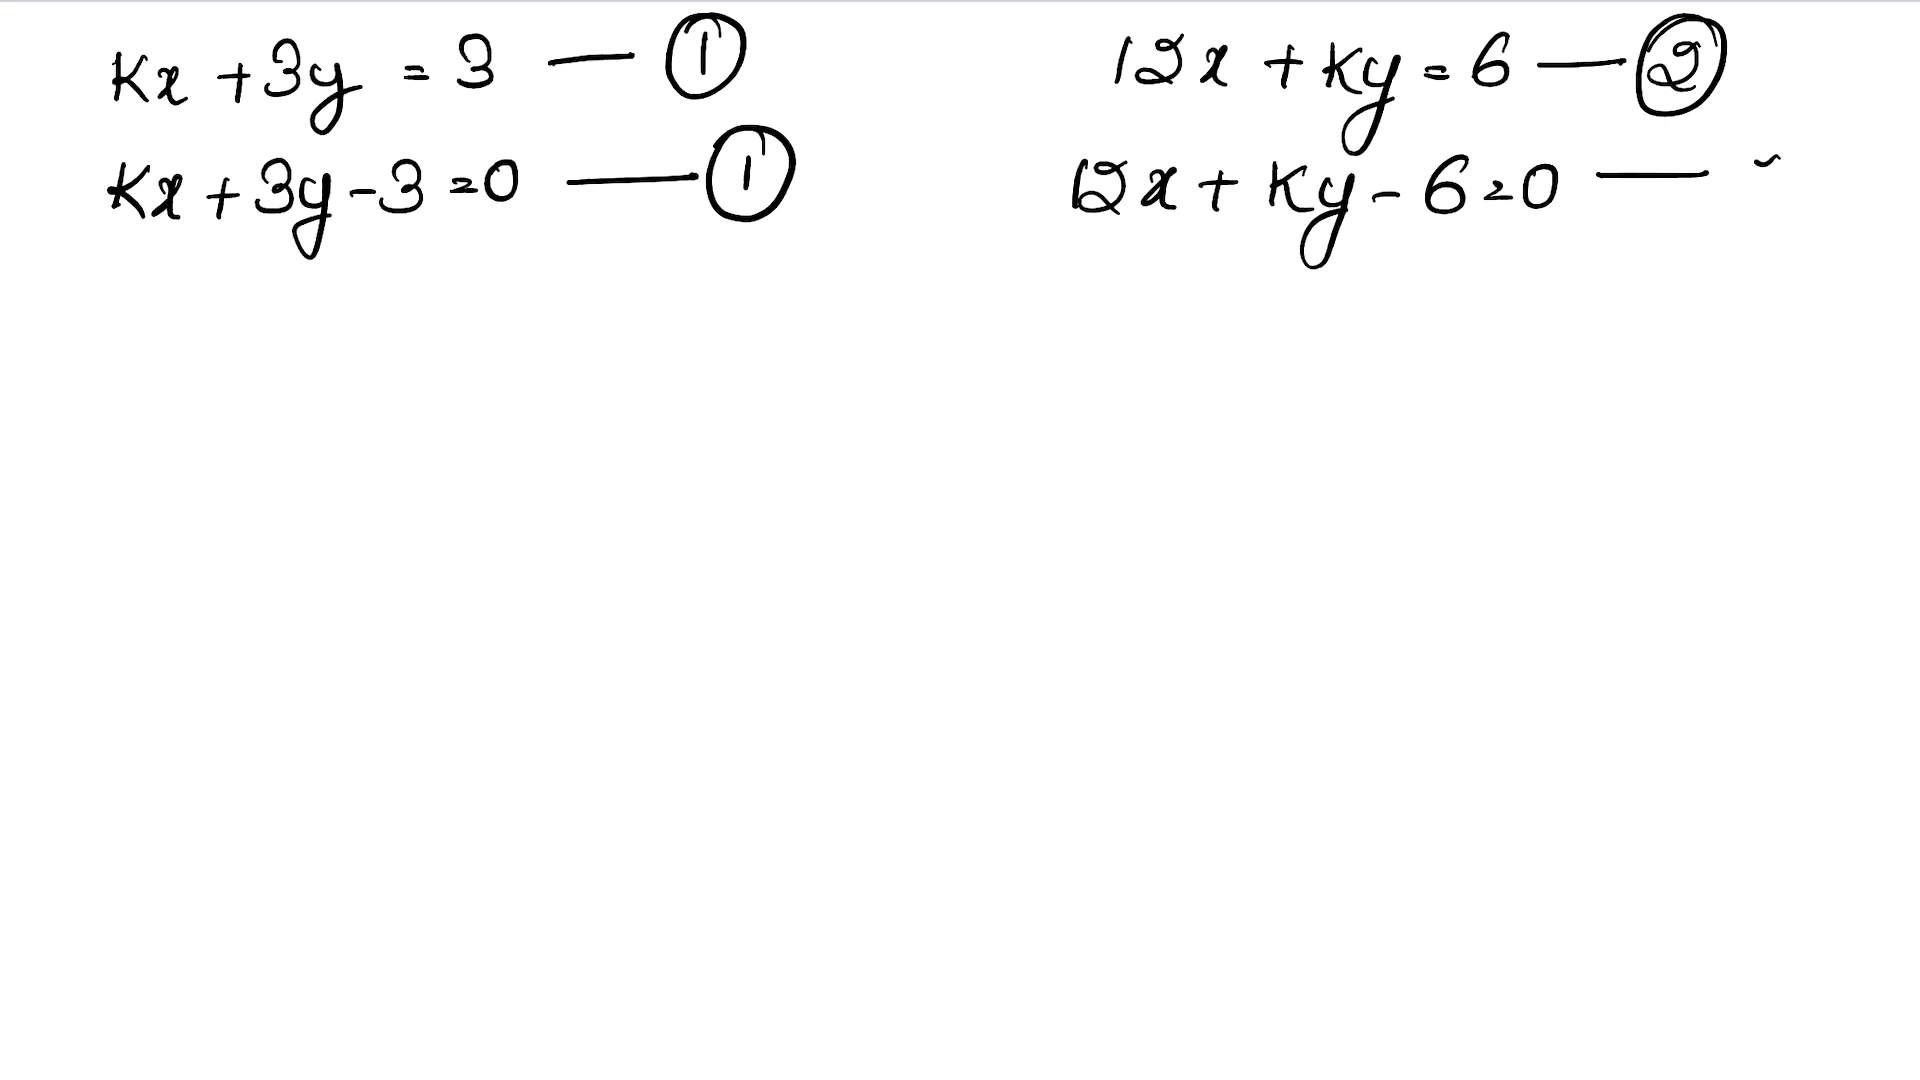 Kx + 3y = 3 — ①
12x + Ky = 6 — ②
Kx + 3y - 3 = 0 — ①
12x + Ky - 6 = 0 —